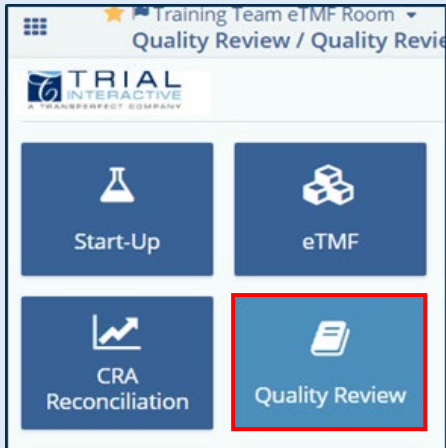 Training Team eTMF Room
Quality Review / Quality Revie
TRIAL
INTERACTIVE
A TRANSPERFECT COMPANY
Start-Up
eTMF
CRA
Reconciliation
Quality Review